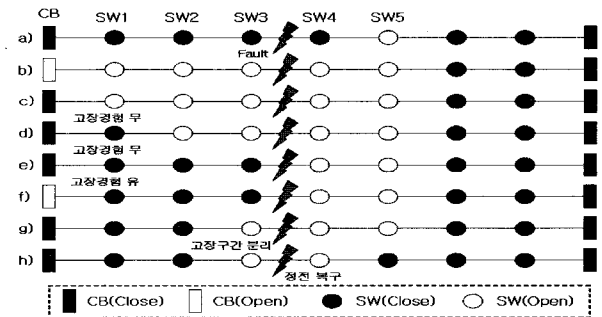 CB SW1 SW2 SW3 SW4 SW5
a)
Fault
b)
c)
고장경험 무
d)
고장경험 무
e)
고장경험 유
f)
g)
고장구간 분리
h)
정전 복구
CB(Close) CB(Open) SW(Close) SW(Open)